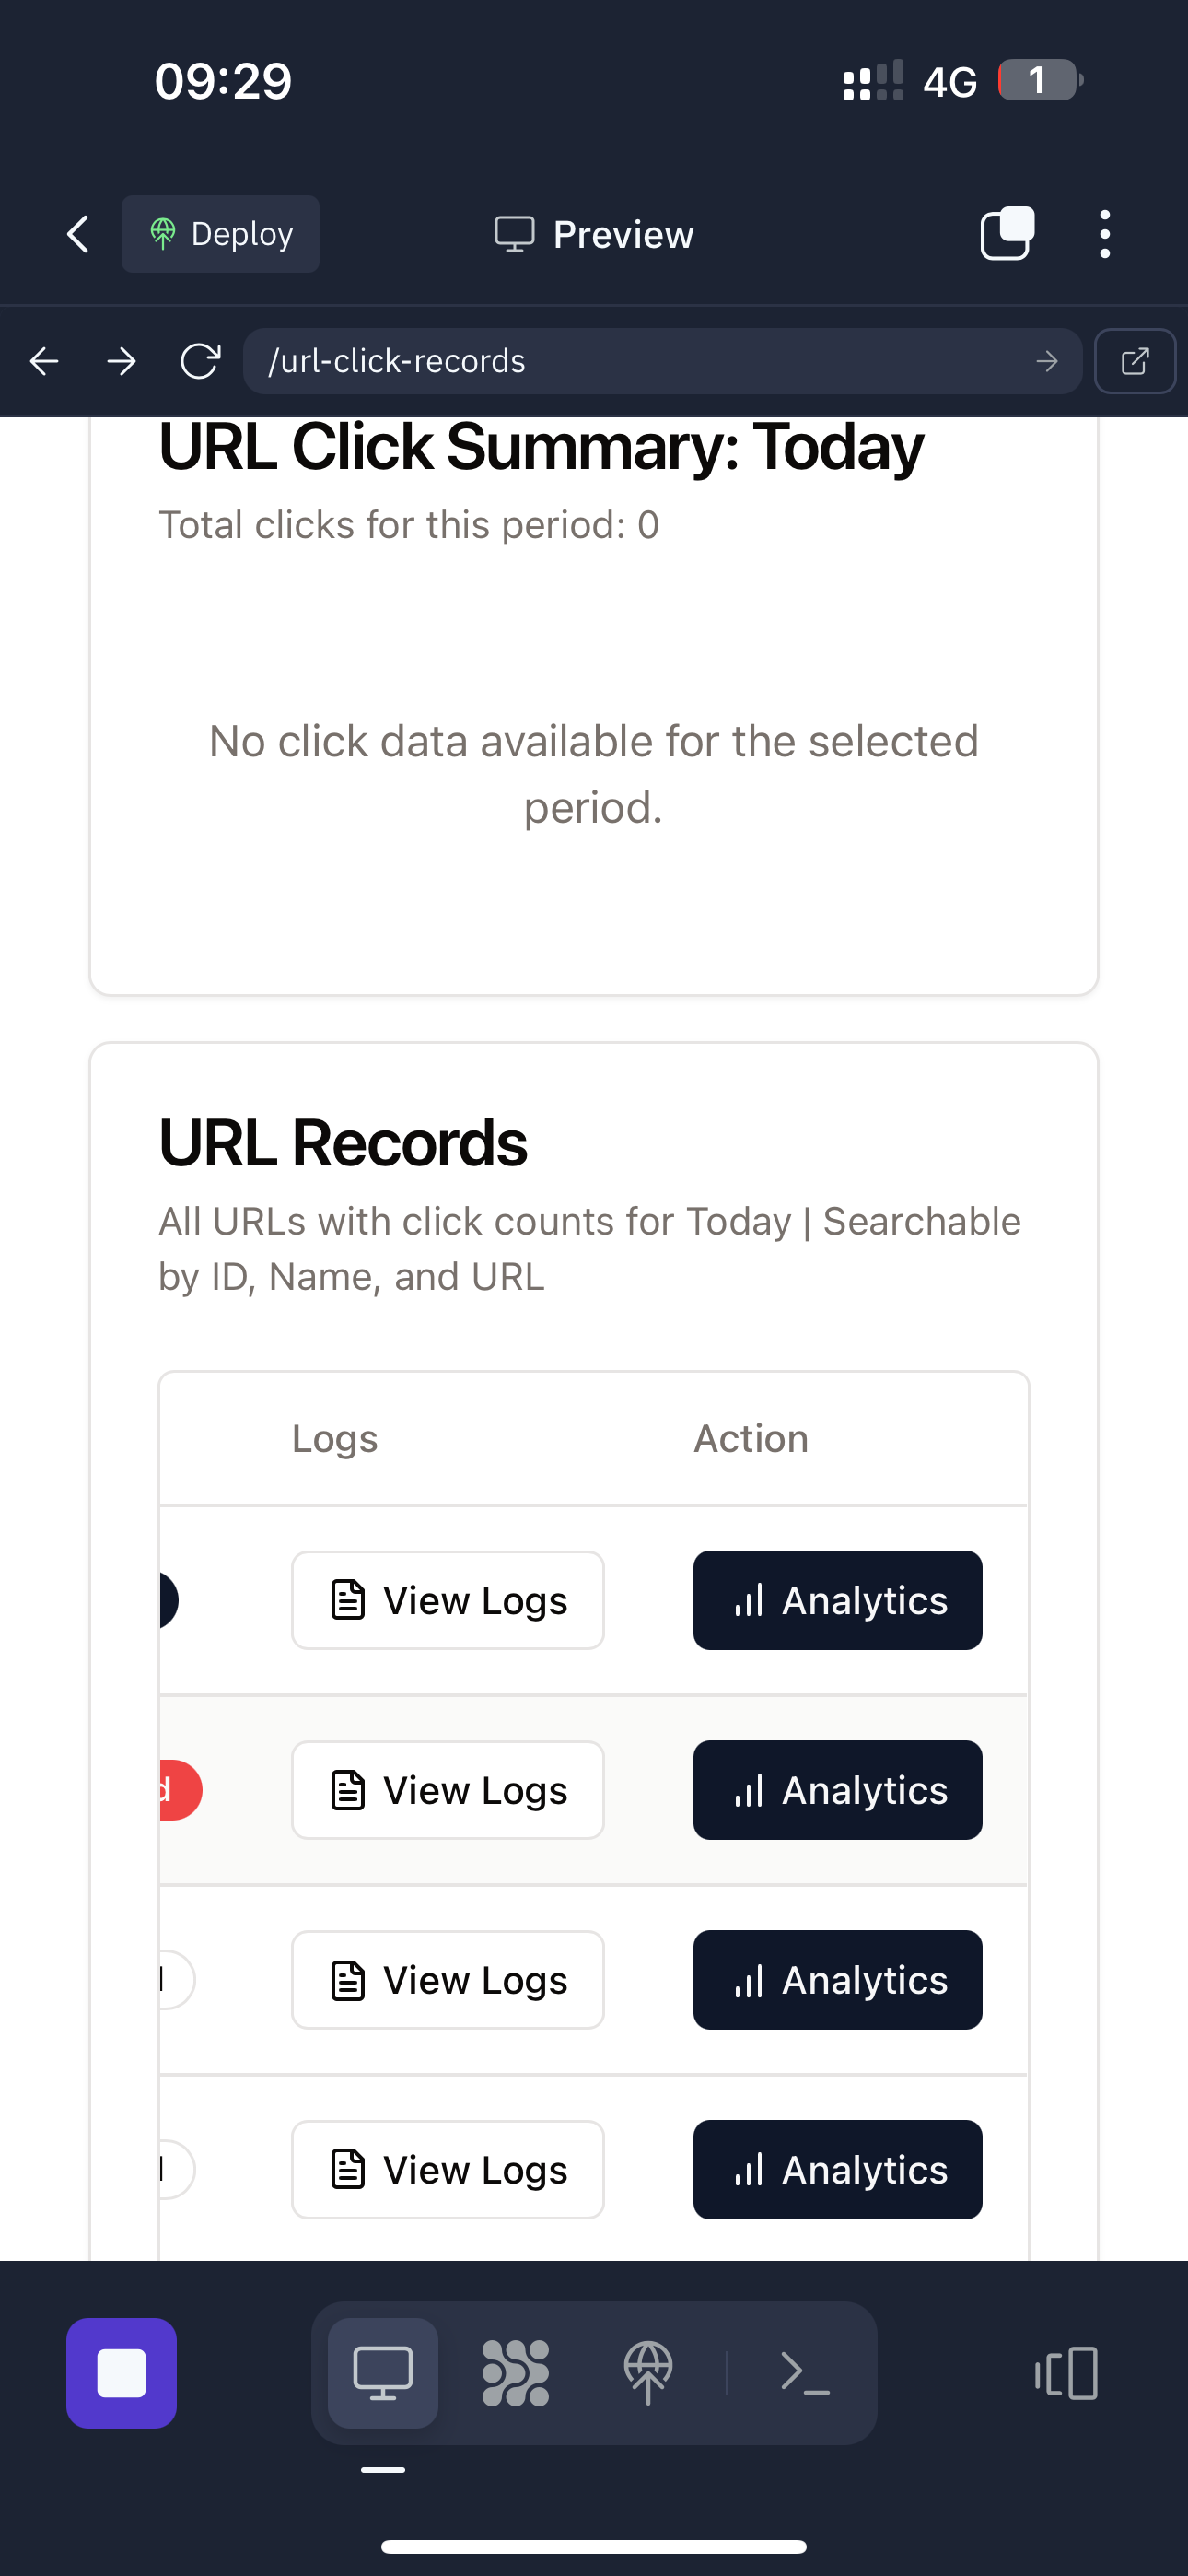 09:29
4G
1
Deploy
Preview
/url-click-records
URL Click Summary: Today
Total clicks for this period: 0
No click data available for the selected
period.
URL Records
All URLs with click counts for Today | Searchable
by ID, Name, and URL
Logs
Action
View Logs
Analytics
View Logs
Analytics
View Logs
Analytics
View Logs
Analytics